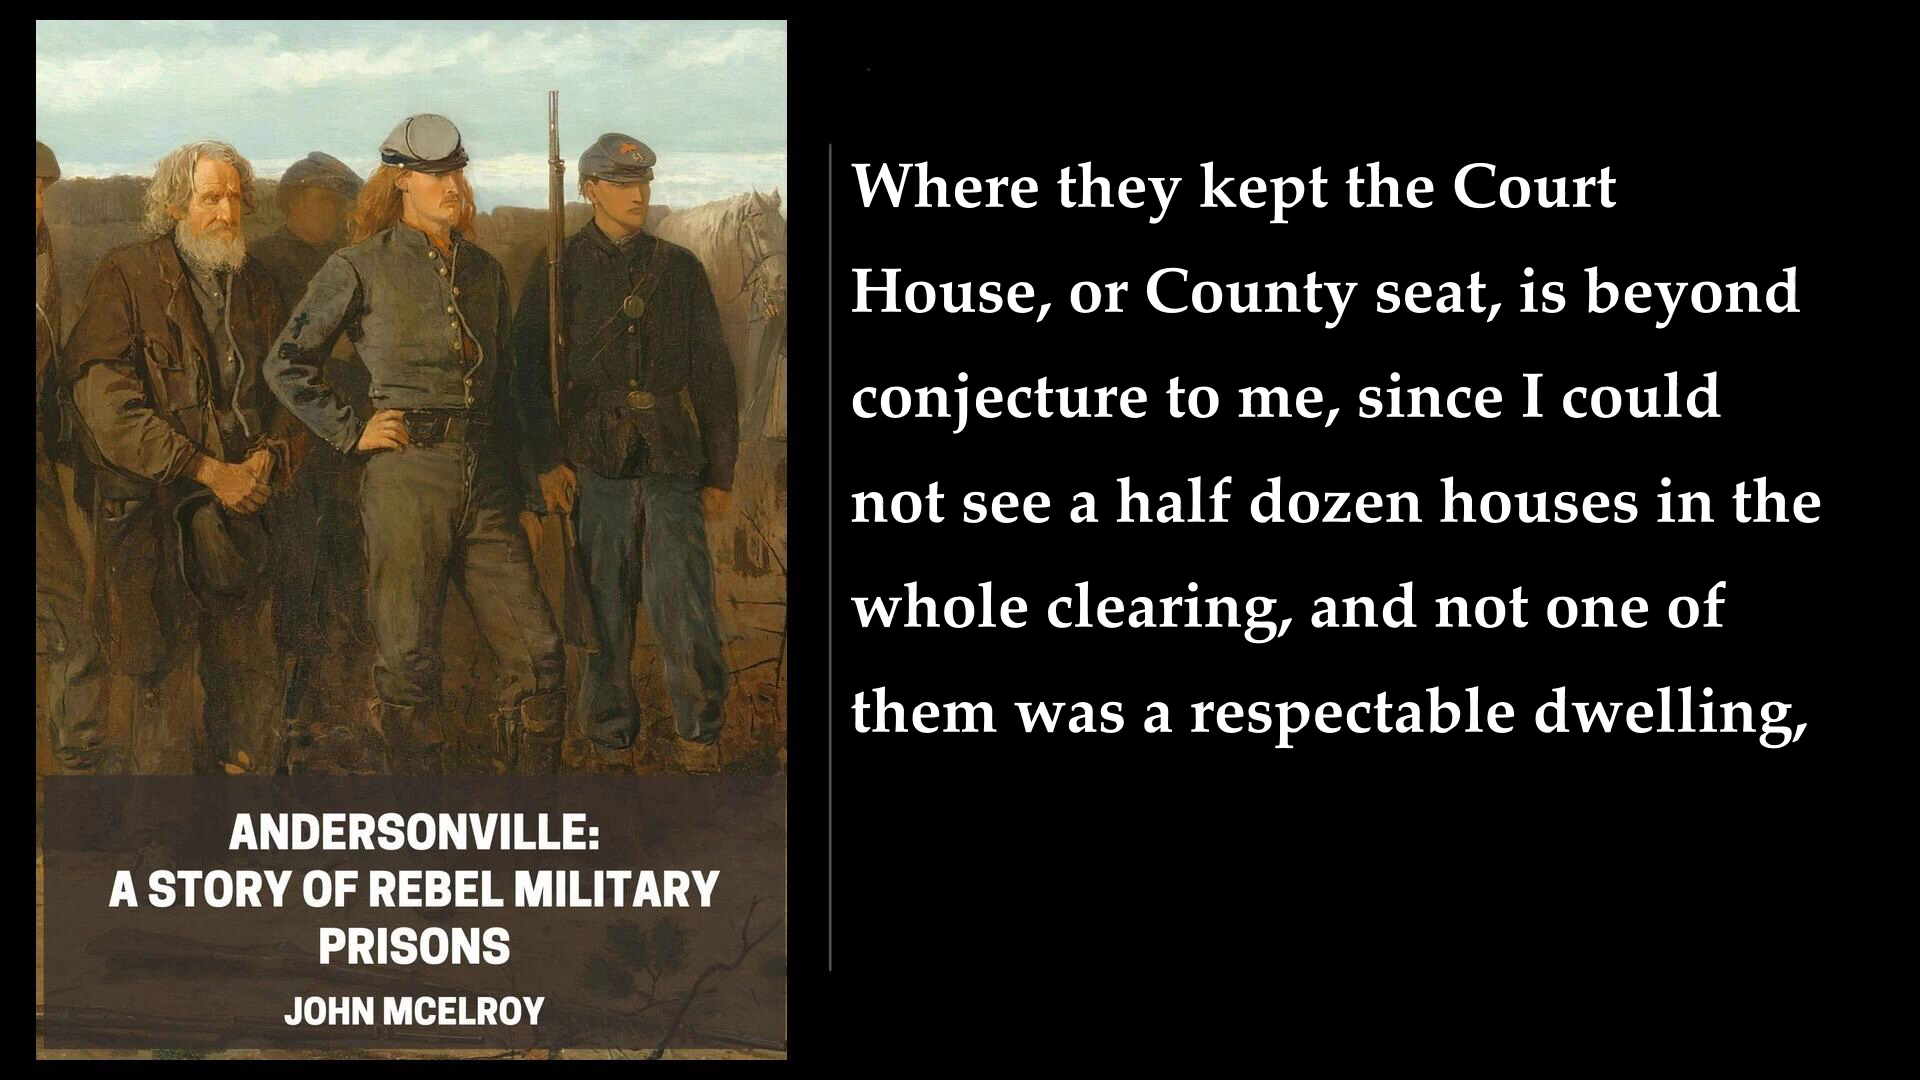 ANDERSONVILLE:
A STORY OF REBEL MILITARY
PRISONS
JOHN MCELROY
Where they kept the Court
House, or County seat, is beyond
conjecture to me, since I could
not see a half dozen houses in the
whole clearing, and not one of
them was a respectable dwelling,